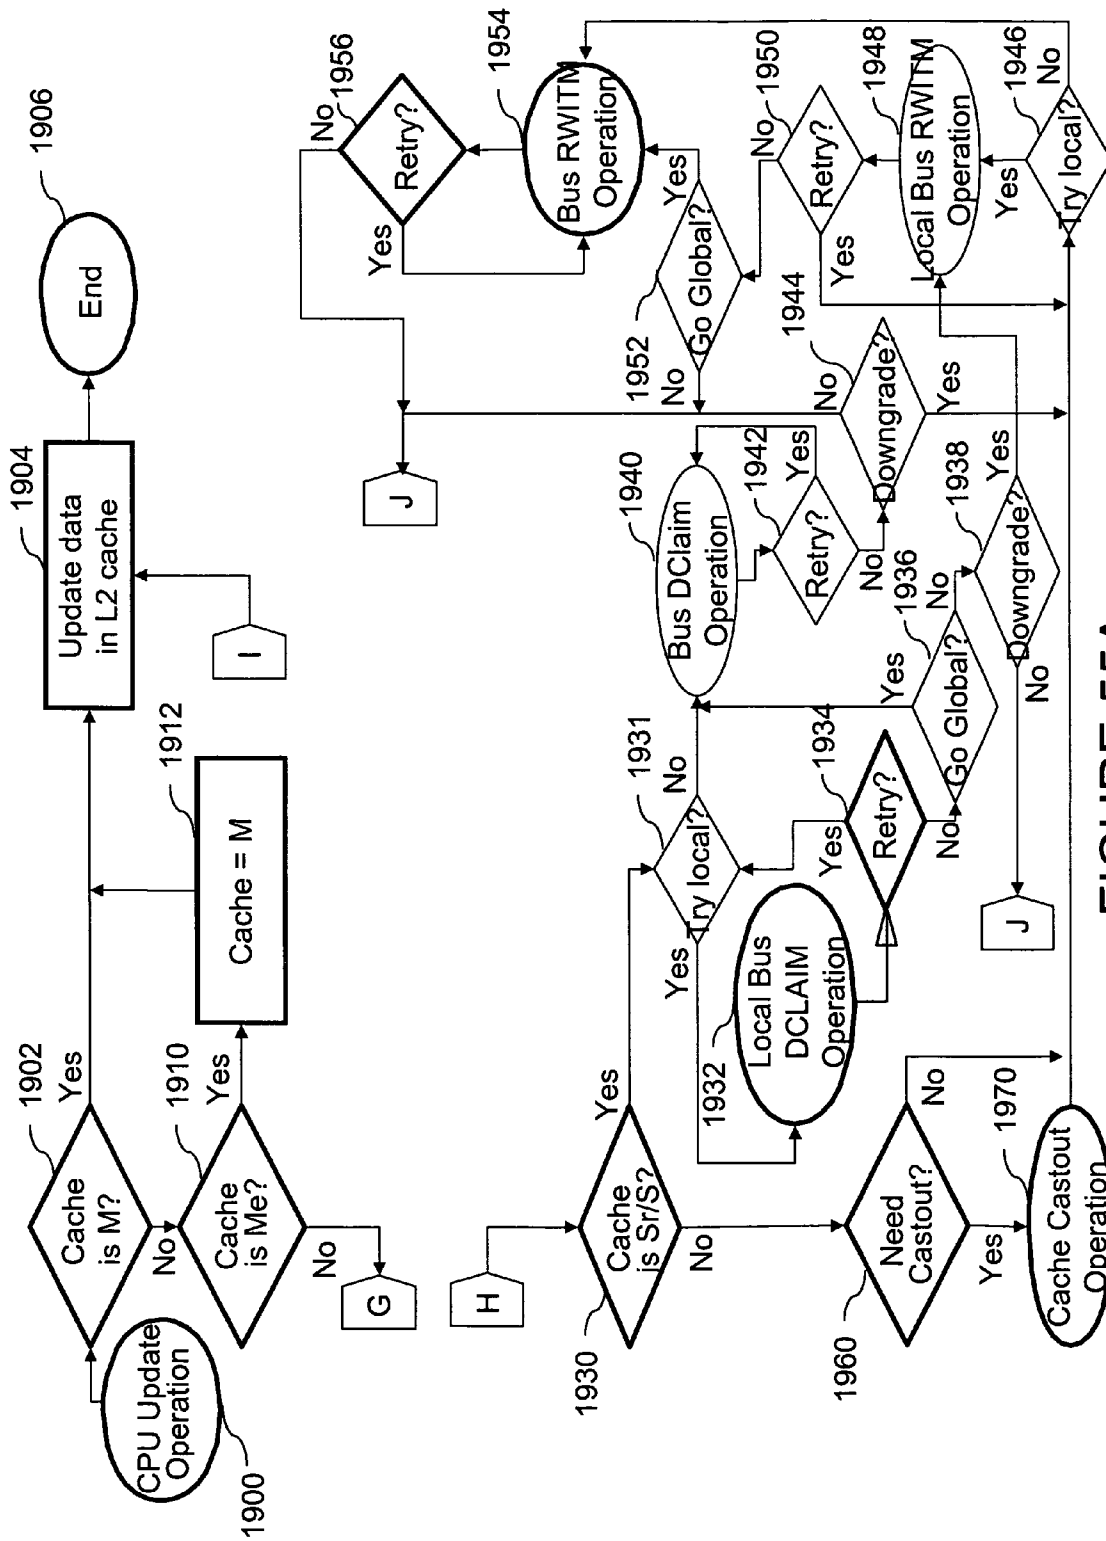 1900
CPU Update
Operation
1902
Cache
is M?
Yes
No
1904
Update data
in L2 cache
1906
End
1910
Cache
is Me?
Yes
No
1912
Cache = M
I
G
H
1930
Cache
is Sr/S?
Yes
No
1931
Try local?
Yes
No
1932
Local Bus
DCLAIM
Operation
1934
Retry?
Yes
No
1936
Go Global?
Yes
No
1938
Downgrade?
Yes
No
J
1940
Bus DClaim
Operation
1942
Retry?
Yes
No
1944
Downgrade?
No
Yes
J
1946
Try local?
Yes
No
1948
Local Bus RWITM
Operation
1950
Retry?
No
Yes
1952
Go Global?
Yes
No
1954
Bus RWITM
Operation
1956
Retry?
No
Yes
1960
Need
Castout?
No
Yes
1970
Cache Castout
Operation